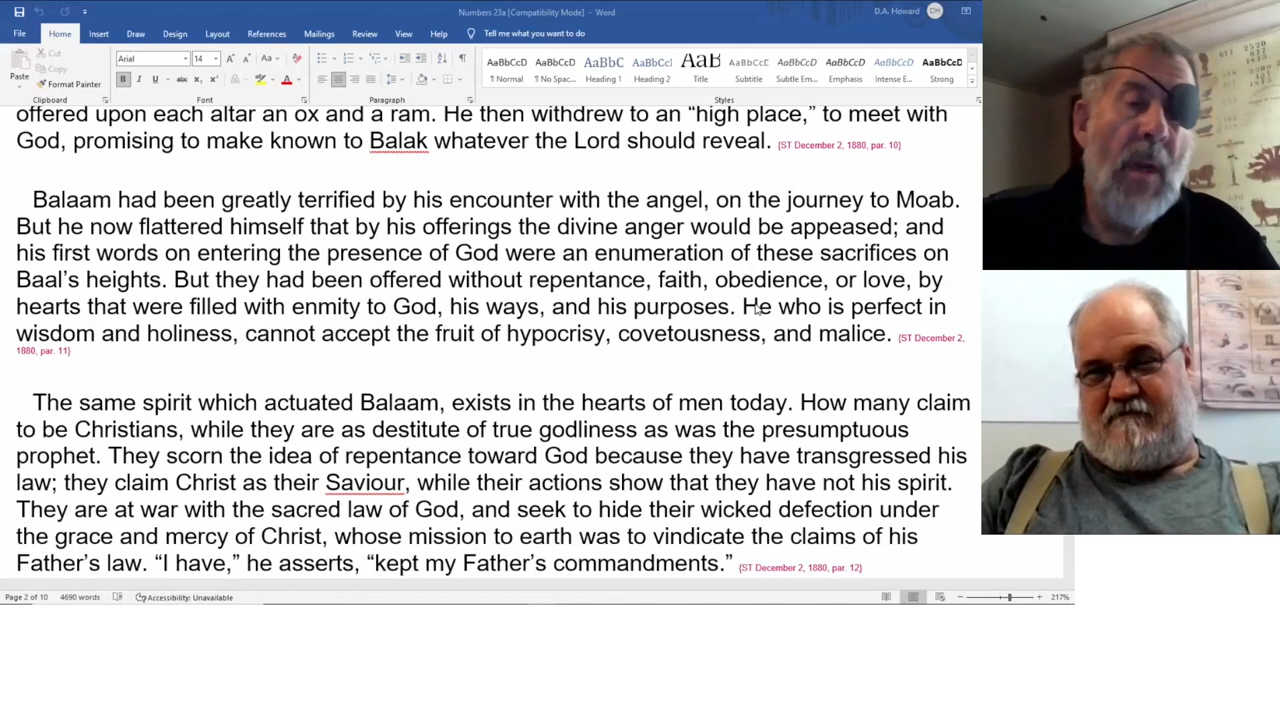 Numbers 23a [Compatibility Mode] - Word
D.A. Howard DH
File Home Insert Draw Design Layout References Mailings Review View Help Tell me what you want to do
Cut
Copy
Format Painter
Paste
Arial 14
Clipboard Font Paragraph Styles
AaBbCcD AaBbCcD AaBbC AaBbCcl AaB AaBbCcD AaBbCcD AaBbCcD AaBbCcD AaBbCcD
¶ Normal ¶ No Spac... Heading 1 Heading 2 Title Subtitle Subtle Em... Emphasis Intense E... Strong
offered upon each altar an ox and a ram. He then withdrew to an “high place,” to meet with
God, promising to make known to Balak whatever the Lord should reveal. {ST December 2, 1880, par. 10}
Balaam had been greatly terrified by his encounter with the angel, on the journey to Moab.
But he now flattered himself that by his offerings the divine anger would be appeased; and
his first words on entering the presence of God were an enumeration of these sacrifices on
Baal’s heights. But they had been offered without repentance, faith, obedience, or love, by
hearts that were filled with enmity to God, his ways, and his purposes. He who is perfect in
wisdom and holiness, cannot accept the fruit of hypocrisy, covetousness, and malice. {ST December 2,
1880, par. 11}
The same spirit which actuated Balaam, exists in the hearts of men today. How many claim
to be Christians, while they are as destitute of true godliness as was the presumptuous
prophet. They scorn the idea of repentance toward God because they have transgressed his
law; they claim Christ as their Saviour, while their actions show that they have not his spirit.
They are at war with the sacred law of God, and seek to hide their wicked defection under
the grace and mercy of Christ, whose mission to earth was to vindicate the claims of his
Father’s law. “I have,” he asserts, “kept my Father’s commandments.” {ST December 2, 1880, par. 12}
Page 2 of 10 4690 words Accessibility: Unavailable 217%
2520